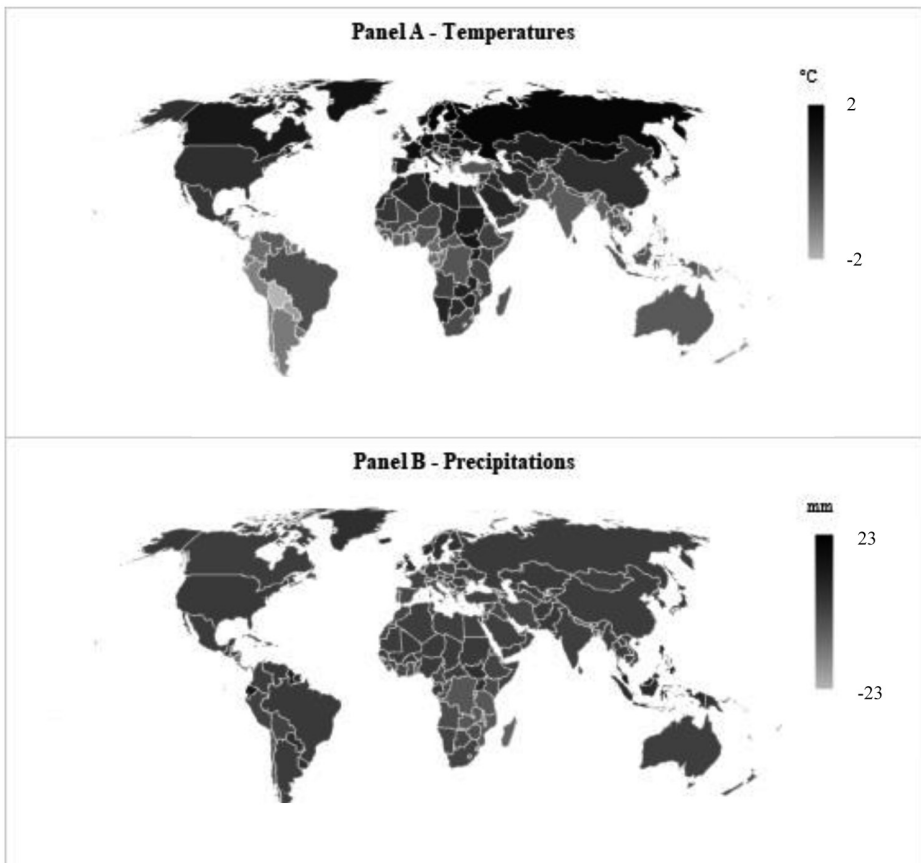 Panel A - Temperatures
°C
2
-2
Panel B - Precipitations
mm
23
-23